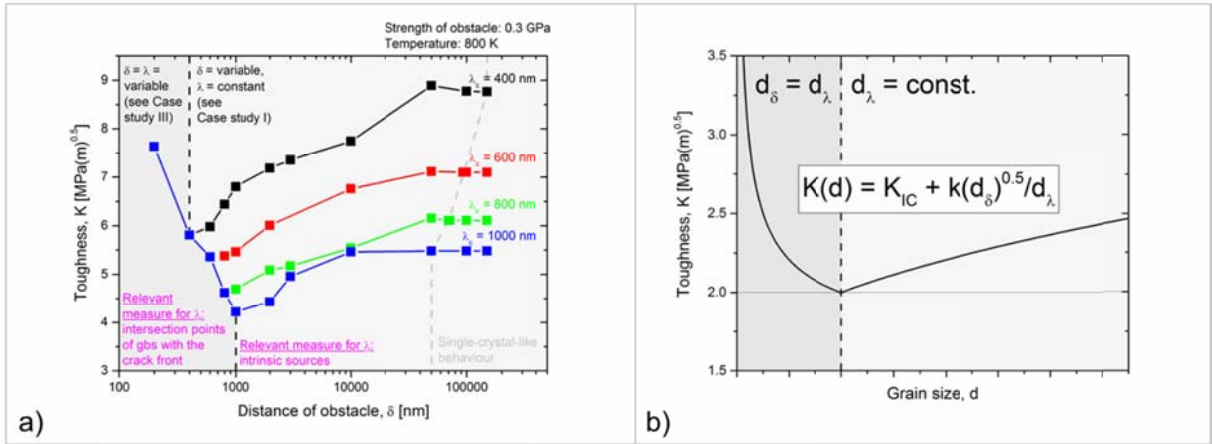 Strength of obstacle: 0.3 GPa
Temperature: 800 K
Toughness, K [MPa(m)^0.5]
9
8
7
6
5
4
3
δ = λ =
variable
(see Case
study III)
δ = variable,
λ = constant
(see
Case study I)
λc = 400 nm
λc = 600 nm
λc = 800 nm
λc = 1000 nm
Relevant
measure for λ:
intersection points
of gbs with the
crack front
Relevant measure for λ:
intrinsic sources
Single-crystal-like
behaviour
100
1000
10000
100000
Distance of obstacle, δ [nm]
a)
Toughness, K [MPa(m)^0.5]
3.5
3.0
2.5
2.0
1.5
dδ = dλ
dλ = const.
K(d) = KIC + k(dδ)^0.5/dλ
Grain size, d
b)